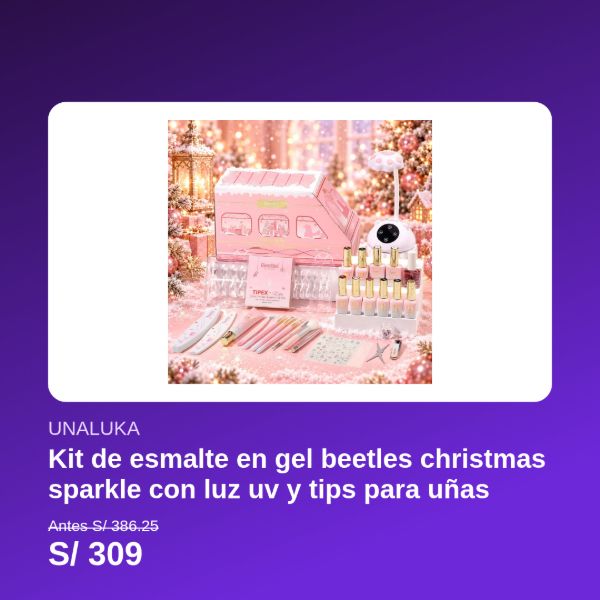 TIPEX
UNALUKA
Kit de esmalte en gel beetles christmas
sparkle con luz uv y tips para uñas
Antes S/ 386.25
S/ 309